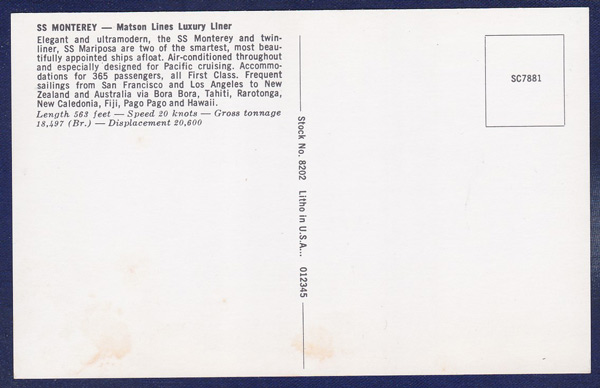 SS MONTEREY — Matson Lines Luxury Liner
Elegant and ultramodern, the SS Monterey and twin-
liner, SS Mariposa are two of the smartest, most beau-
tifully appointed ships afloat. Air-conditioned throughout
and especially designed for Pacific cruising. Accommo-
dations for 365 passengers, all First Class. Frequent
sailings from San Francisco and Los Angeles to New
Zealand and Australia via Bora Bora, Tahiti, Rarotonga,
New Caledonia, Fiji, Pago Pago and Hawaii.
Length 563 feet — Speed 20 knots — Gross tonnage
18,497 (Br.) — Displacement 20,600
Stock No. 8202 Litho in U.S.A... 012345
SC7881